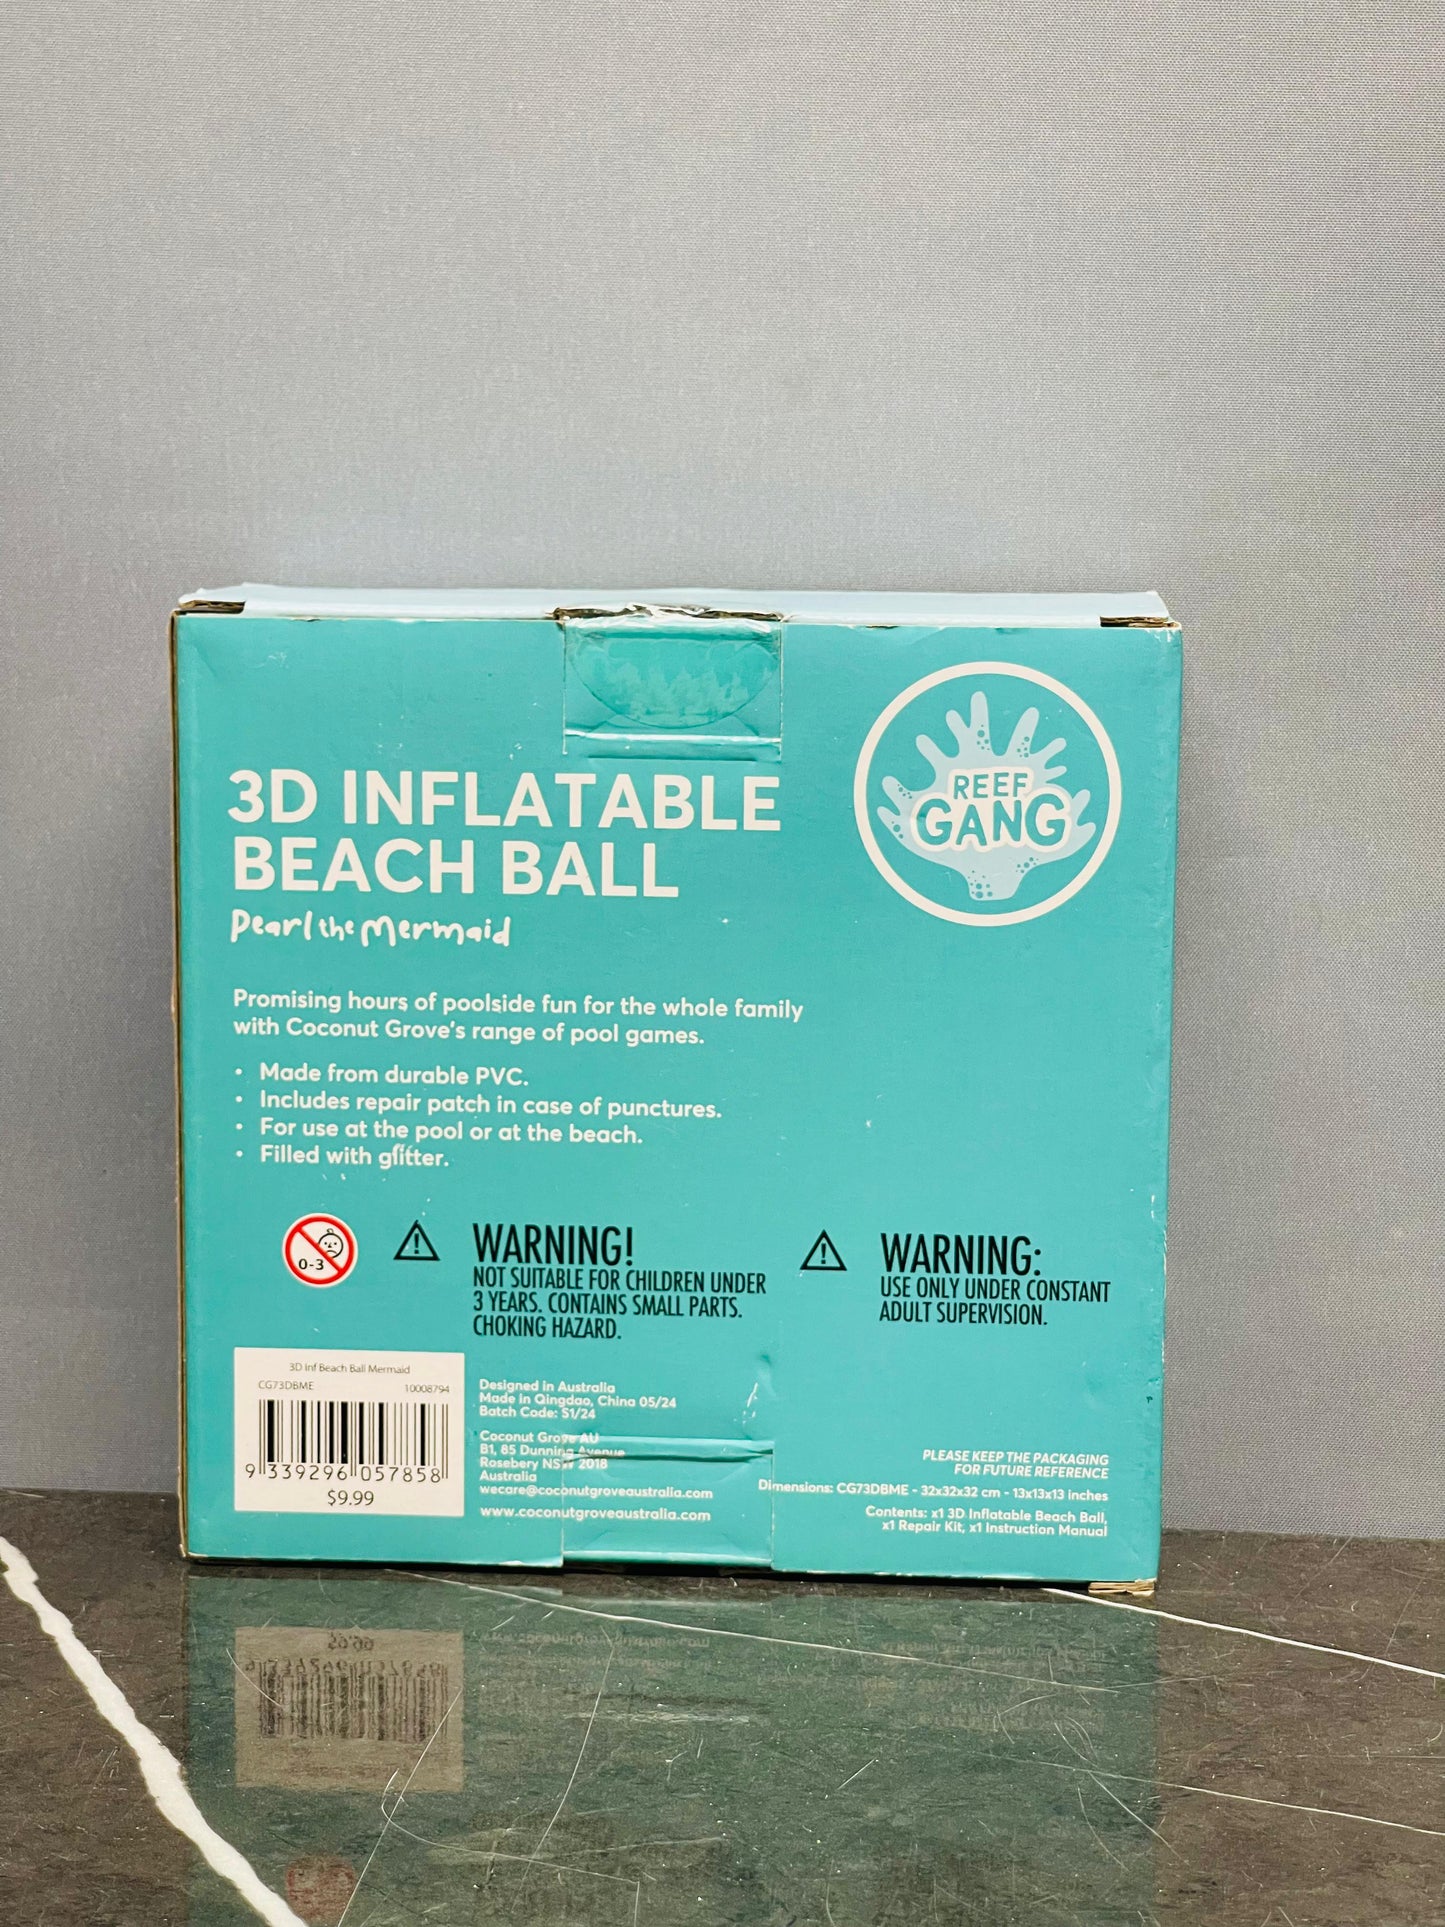 3D INFLATABLE
BEACH BALL
Pearl the Mermaid
REEF
GANG
Promising hours of poolside fun for the whole family
with Coconut Grove's range of pool games.
• Made from durable PVC.
• Includes repair patch in case of punctures.
• For use at the pool or at the beach.
• Filled with glitter.
0-3
WARNING!
NOT SUITABLE FOR CHILDREN UNDER
3 YEARS. CONTAINS SMALL PARTS.
CHOKING HAZARD.
WARNING:
USE ONLY UNDER CONSTANT
ADULT SUPERVISION.
3D Inf Beach Ball Mermaid
CG73DBME 10008794
9 339296 057858
$9.99
Designed in Australia
Made in Qingdao, China 05/24
Batch Code: S1/24
Coconut Grove AU
B1, 85 Dunning Avenue
Rosebery NSW 2018
Australia
wecare@coconutgroveaustralia.com
www.coconutgroveaustralia.com
PLEASE KEEP THE PACKAGING
FOR FUTURE REFERENCE
Dimensions: CG73DBME - 32x32x32 cm - 13x13x13 inches
Contents: x1 3D Inflatable Beach Ball,
x1 Repair Kit, x1 Instruction Manual